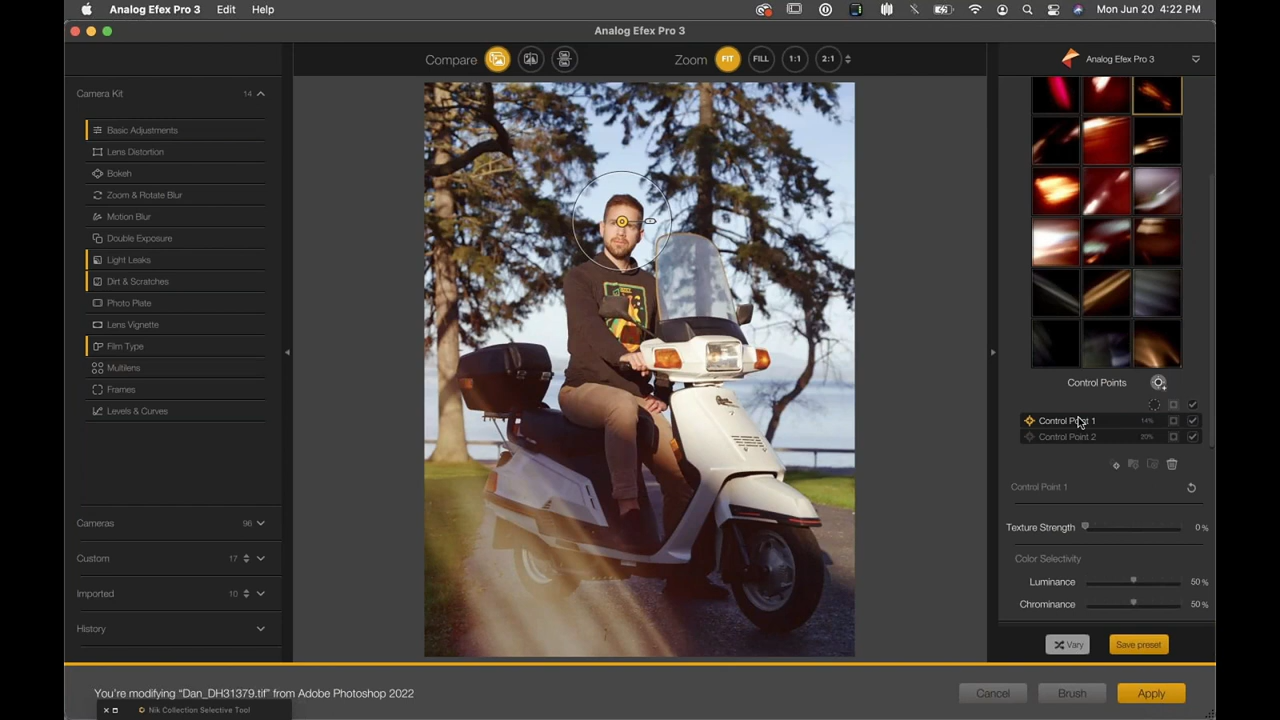 Analog Efex Pro 3 Edit Help
Mon Jun 20 4:22 PM
Analog Efex Pro 3
Compare
Zoom FIT FILL 1:1 2:1
Analog Efex Pro 3
Camera Kit 14
Basic Adjustments
Lens Distortion
Bokeh
Zoom & Rotate Blur
Motion Blur
Double Exposure
Light Leaks
Dirt & Scratches
Photo Plate
Lens Vignette
Film Type
Multilens
Frames
Levels & Curves
Cameras 96
Custom 17
Imported 10
History
Control Points
Control Point 1 14%
Control Point 2 20%
Control Point 1
Texture Strength 0 %
Color Selectivity
Luminance 50 %
Chrominance 50 %
Vary Save preset
You're modifying "Dan_DH31379.tif" from Adobe Photoshop 2022
Cancel Brush Apply
Nik Collection Selective Tool